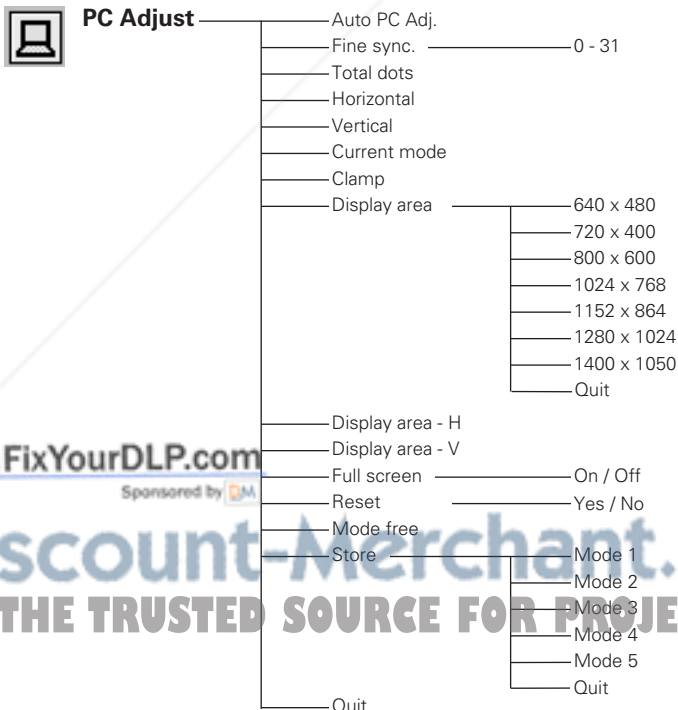 PC Adjust
Auto PC Adj.
Fine sync. 0 - 31
Total dots
Horizontal
Vertical
Current mode
Clamp
Display area 640 x 480
720 x 400
800 x 600
1024 x 768
1152 x 864
1280 x 1024
1400 x 1050
Quit
Display area - H
Display area - V
FixYourDLP.com
Full screen On / Off
Sponsored by DM
Reset Yes / No
Mode free
scount-Merchant.
Store Mode 1
Mode 2
THE TRUSTED SOURCE FOR PROJE
Mode 3
Mode 4
Mode 5
Quit
Quit